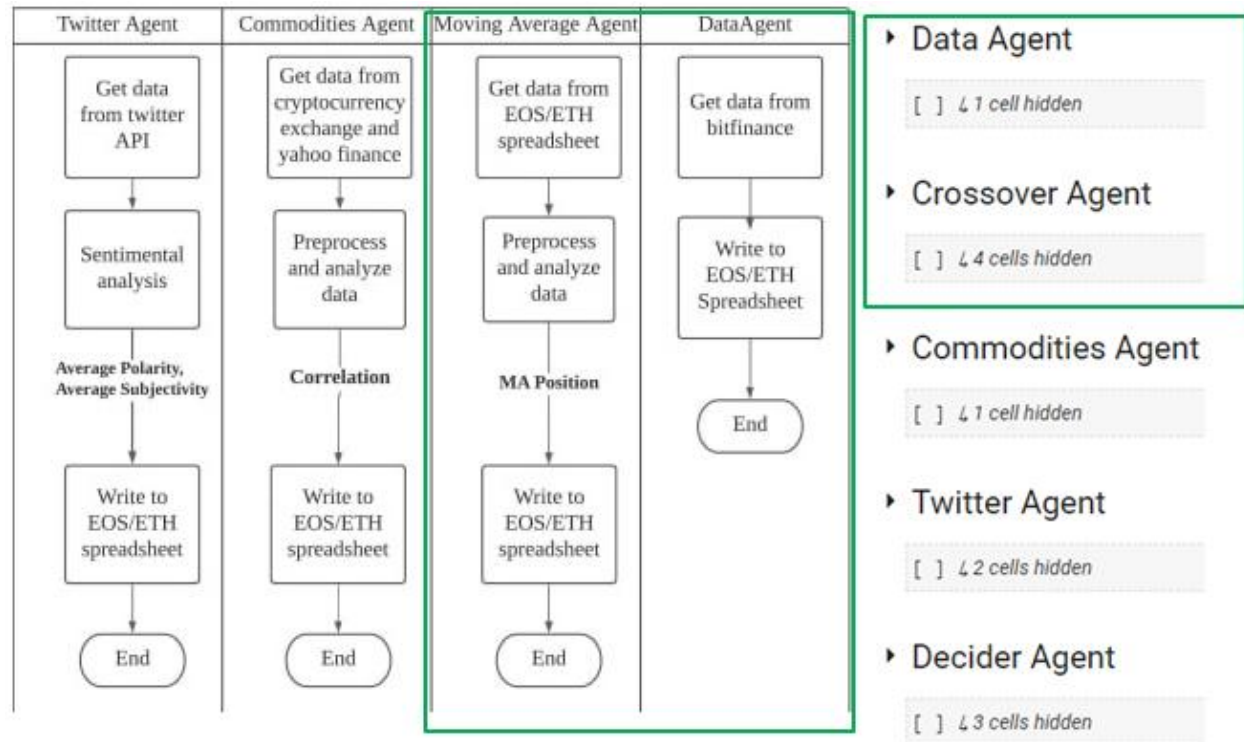 Twitter Agent
Get data
from twitter
API
Sentimental
analysis
Average Polarity,
Average Subjectivity
Write to
EOS/ETH
spreadsheet
End
Commodities Agent
Get data from
cryptocurrency
exchange and
yahoo finance
Preprocess
and analyze
data
Correlation
Write to
EOS/ETH
spreadsheet
End
Moving Average Agent
Get data from
EOS/ETH
spreadsheet
Preprocess
and analyze
data
MA Position
Write to
EOS/ETH
spreadsheet
End
DataAgent
Get data from
bitfinance
Write to
EOS/ETH
Spreadsheet
End
Data Agent
[ ] ↳ 1 cell hidden
Crossover Agent
[ ] ↳ 4 cells hidden
Commodities Agent
[ ] ↳ 1 cell hidden
Twitter Agent
[ ] ↳ 2 cells hidden
Decider Agent
[ ] ↳ 3 cells hidden